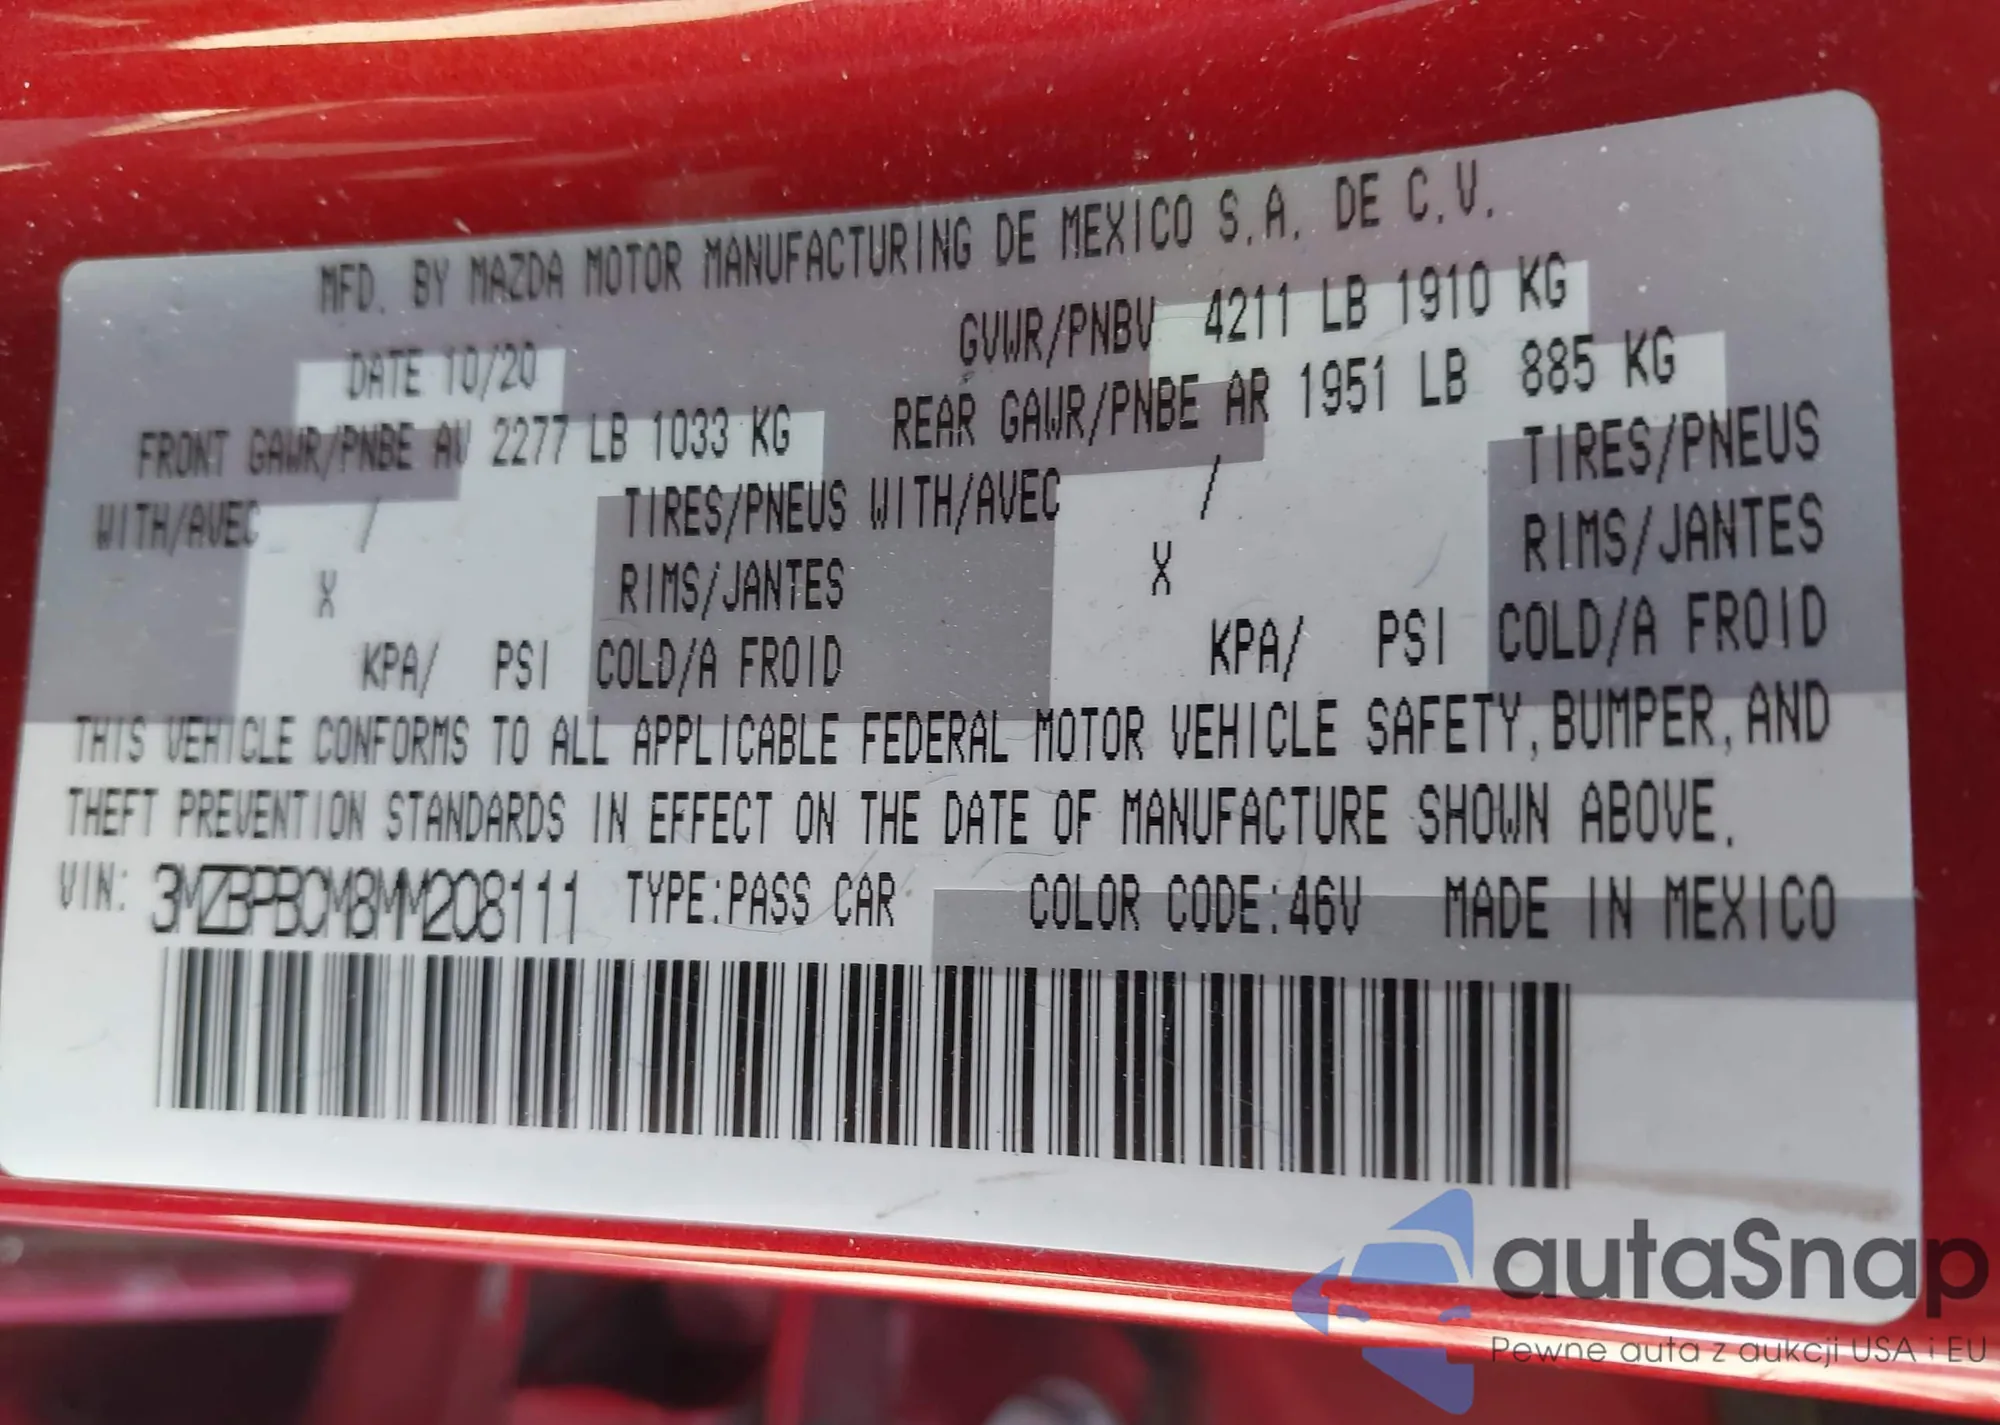 MFD. BY MAZDA MOTOR MANUFACTURING DE MEXICO S.A. DE C.V.
DATE 10/20 GVWR/PNBV 4211 LB 1910 KG
FRONT GAWR/PNBE AV 2277 LB 1033 KG REAR GAWR/PNBE AR 1951 LB 885 KG
WITH/AVEC / TIRES/PNEUS WITH/AVEC / TIRES/PNEUS
X RIMS/JANTES X RIMS/JANTES
KPA/ PSI COLD/A FROID KPA/ PSI COLD/A FROID
THIS VEHICLE CONFORMS TO ALL APPLICABLE FEDERAL MOTOR VEHICLE SAFETY, BUMPER, AND
THEFT PREVENTION STANDARDS IN EFFECT ON THE DATE OF MANUFACTURE SHOWN ABOVE.
VIN: 3MZBPBCM8MM208111 TYPE:PASS CAR COLOR CODE:46V MADE IN MEXICO
autaSnap
Pewne auta z aukcji USA i EU